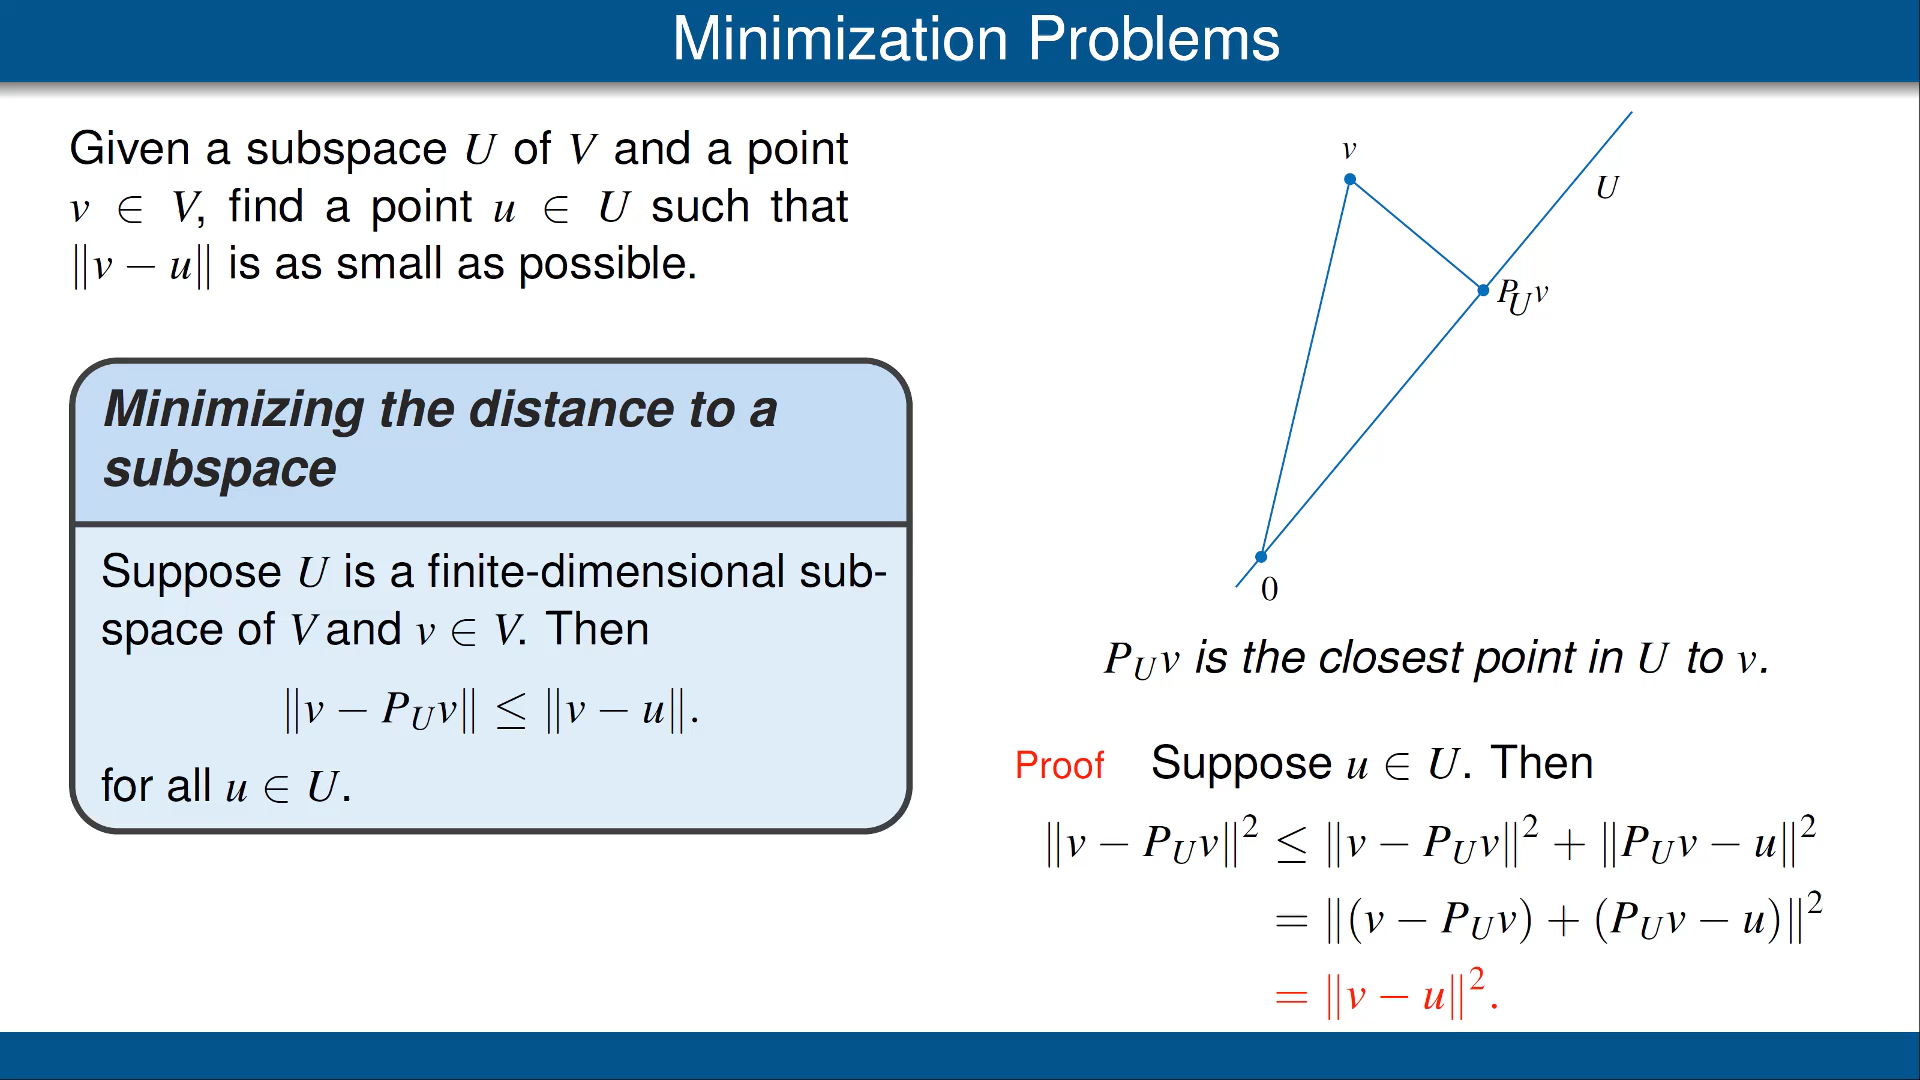 Minimization Problems
Given a subspace U of V and a point
v ∈ V, find a point u ∈ U such that
‖v − u‖ is as small as possible.
Minimizing the distance to a
subspace
Suppose U is a finite-dimensional sub-
space of V and v ∈ V. Then
‖v − P_U v‖ ≤ ‖v − u‖.
for all u ∈ U.
v
U
P_U v
0
P_U v is the closest point in U to v.
Proof Suppose u ∈ U. Then
‖v − P_U v‖² ≤ ‖v − P_U v‖² + ‖P_U v − u‖²
= ‖(v − P_U v) + (P_U v − u)‖²
= ‖v − u‖².